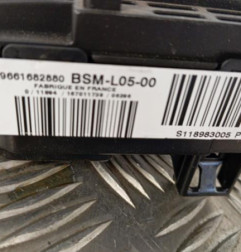 9661682880 BSM-L05-00
FABRIQUE EN FRANCE
S118983005 P